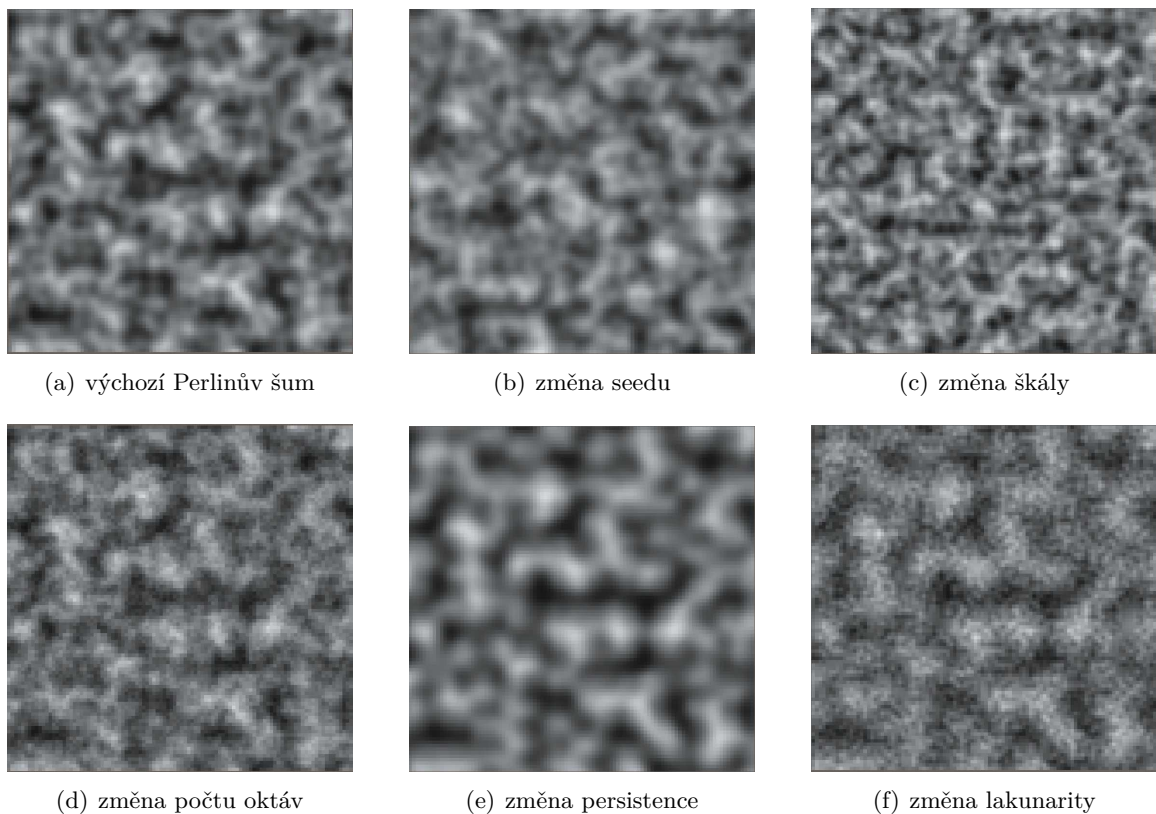 (a) výchozí Perlinův šum
(b) změna seedu
(c) změna škály
(d) změna počtu oktáv
(e) změna persistence
(f) změna lakunarity